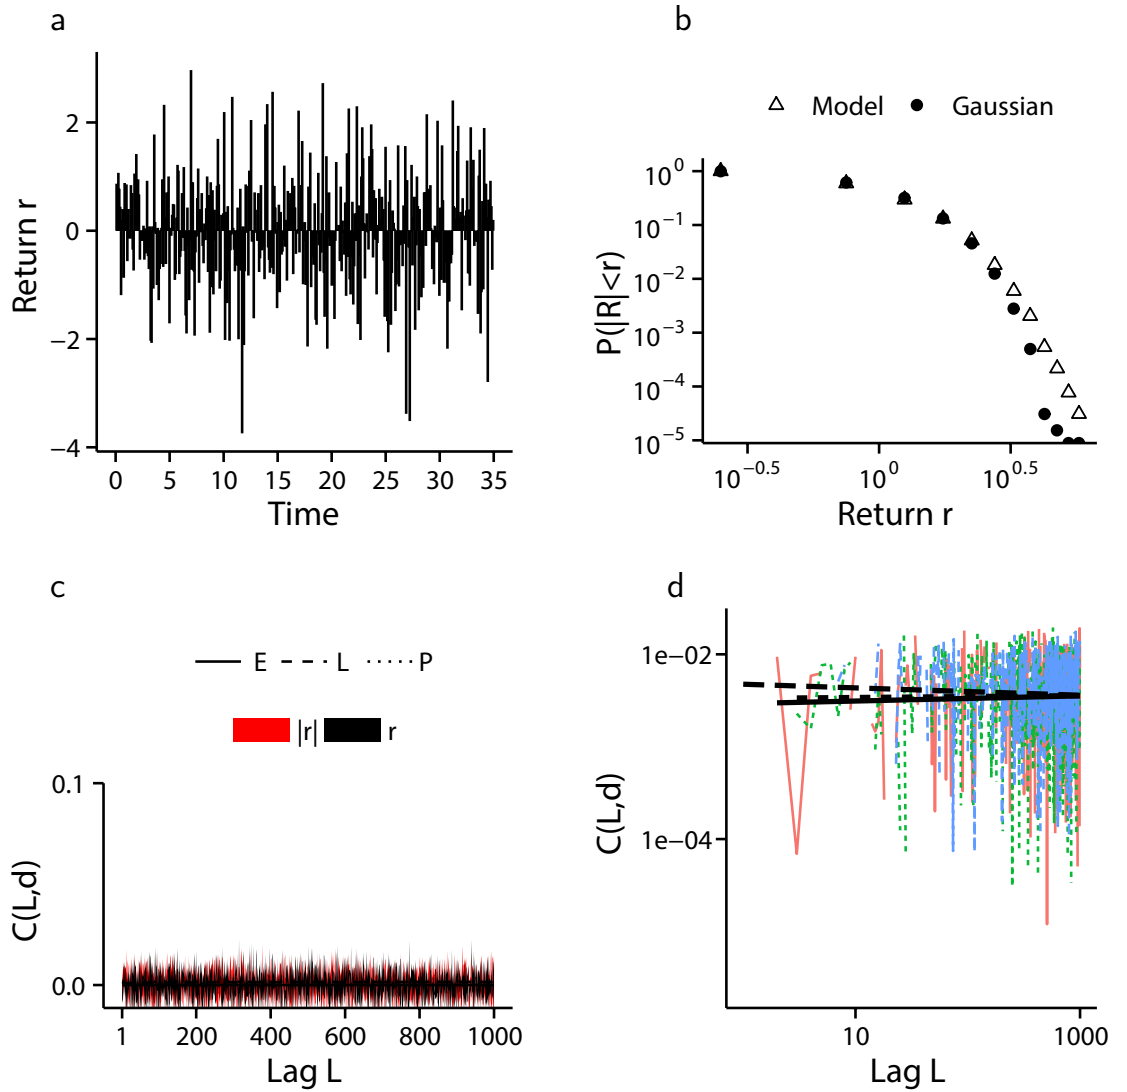 a
2
0
−2
−4
Return r
0 5 10 15 20 25 30 35
Time
b
Model Gaussian
10^0
10^−1
10^−2
10^−3
10^−4
10^−5
P(|R|<r)
10^−0.5 10^0 10^0.5
Return r
c
E L P
|r| r
0.1
0.0
C(L,d)
1 200 400 600 800 1000
Lag L
d
1e−02
1e−04
C(L,d)
10 1000
Lag L